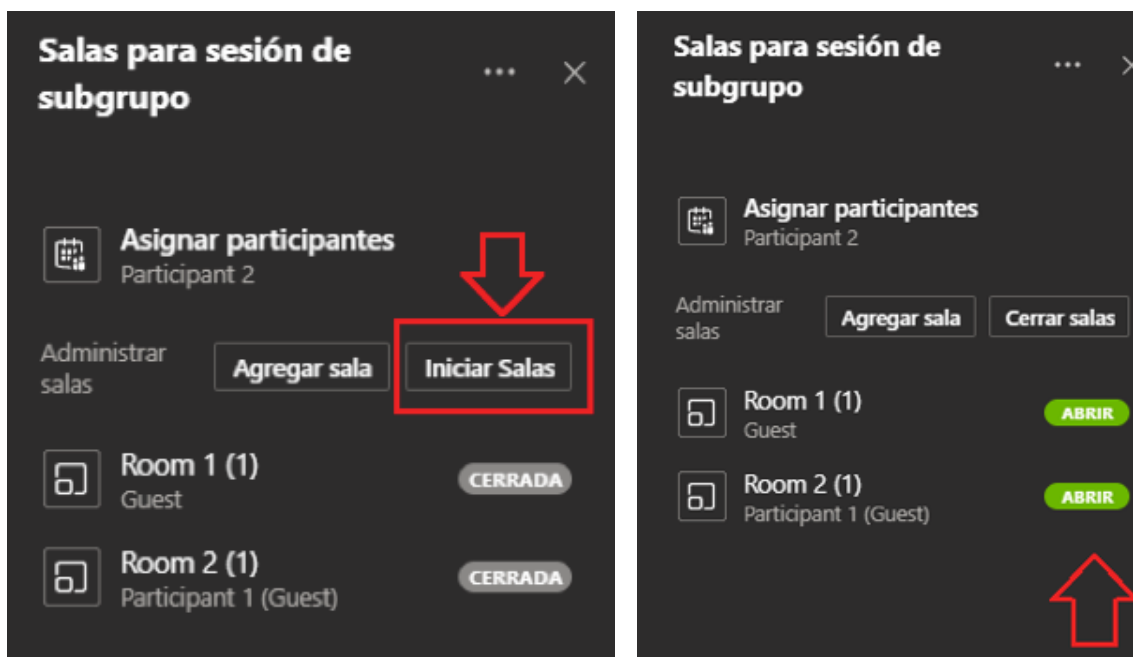 Salas para sesión de
subgrupo
Asignar participantes
Participant 2
Administrar
salas
Agregar sala
Iniciar Salas
Room 1 (1)
Guest
CERRADA
Room 2 (1)
Participant 1 (Guest)
CERRADA
Salas para sesión de
subgrupo
Asignar participantes
Participant 2
Administrar
salas
Agregar sala
Cerrar salas
Room 1 (1)
Guest
ABRIR
Room 2 (1)
Participant 1 (Guest)
ABRIR